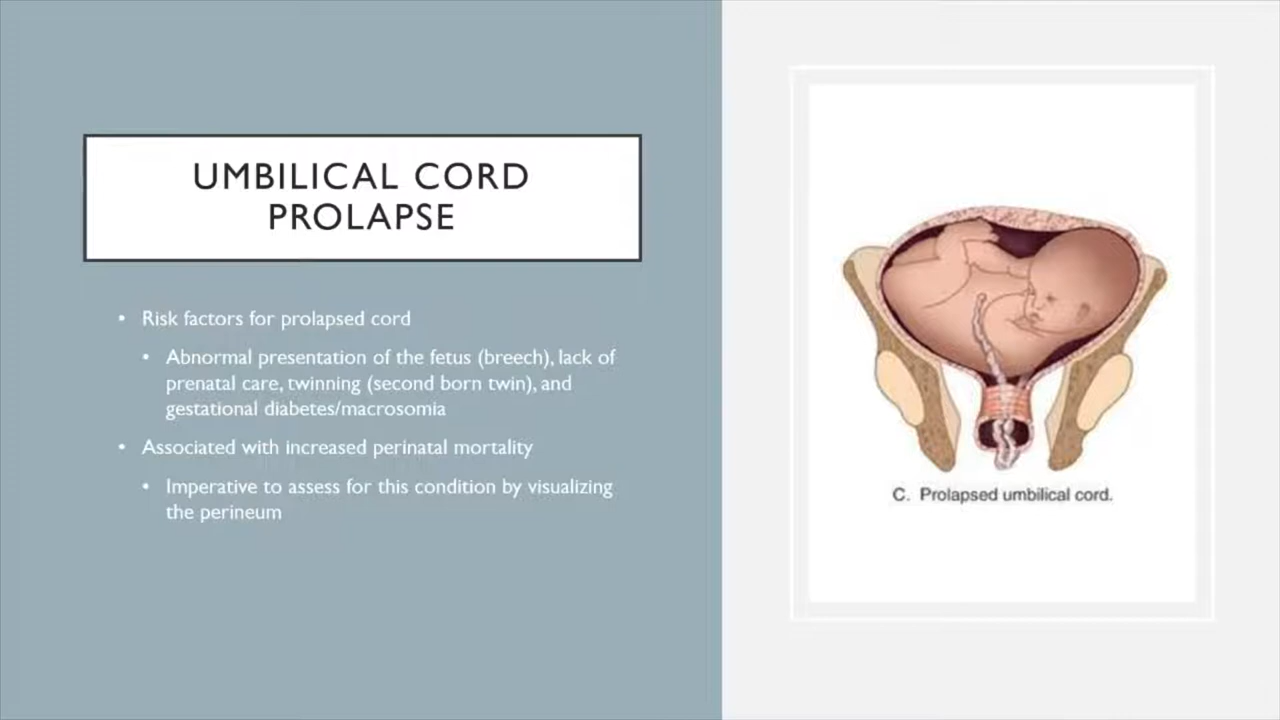 UMBILICAL CORD
PROLAPSE
• Risk factors for prolapsed cord
• Abnormal presentation of the fetus (breech), lack of
prenatal care, twinning (second born twin), and
gestational diabetes/macrosomia
• Associated with increased perinatal mortality
• Imperative to assess for this condition by visualizing
the perineum
C. Prolapsed umbilical cord.